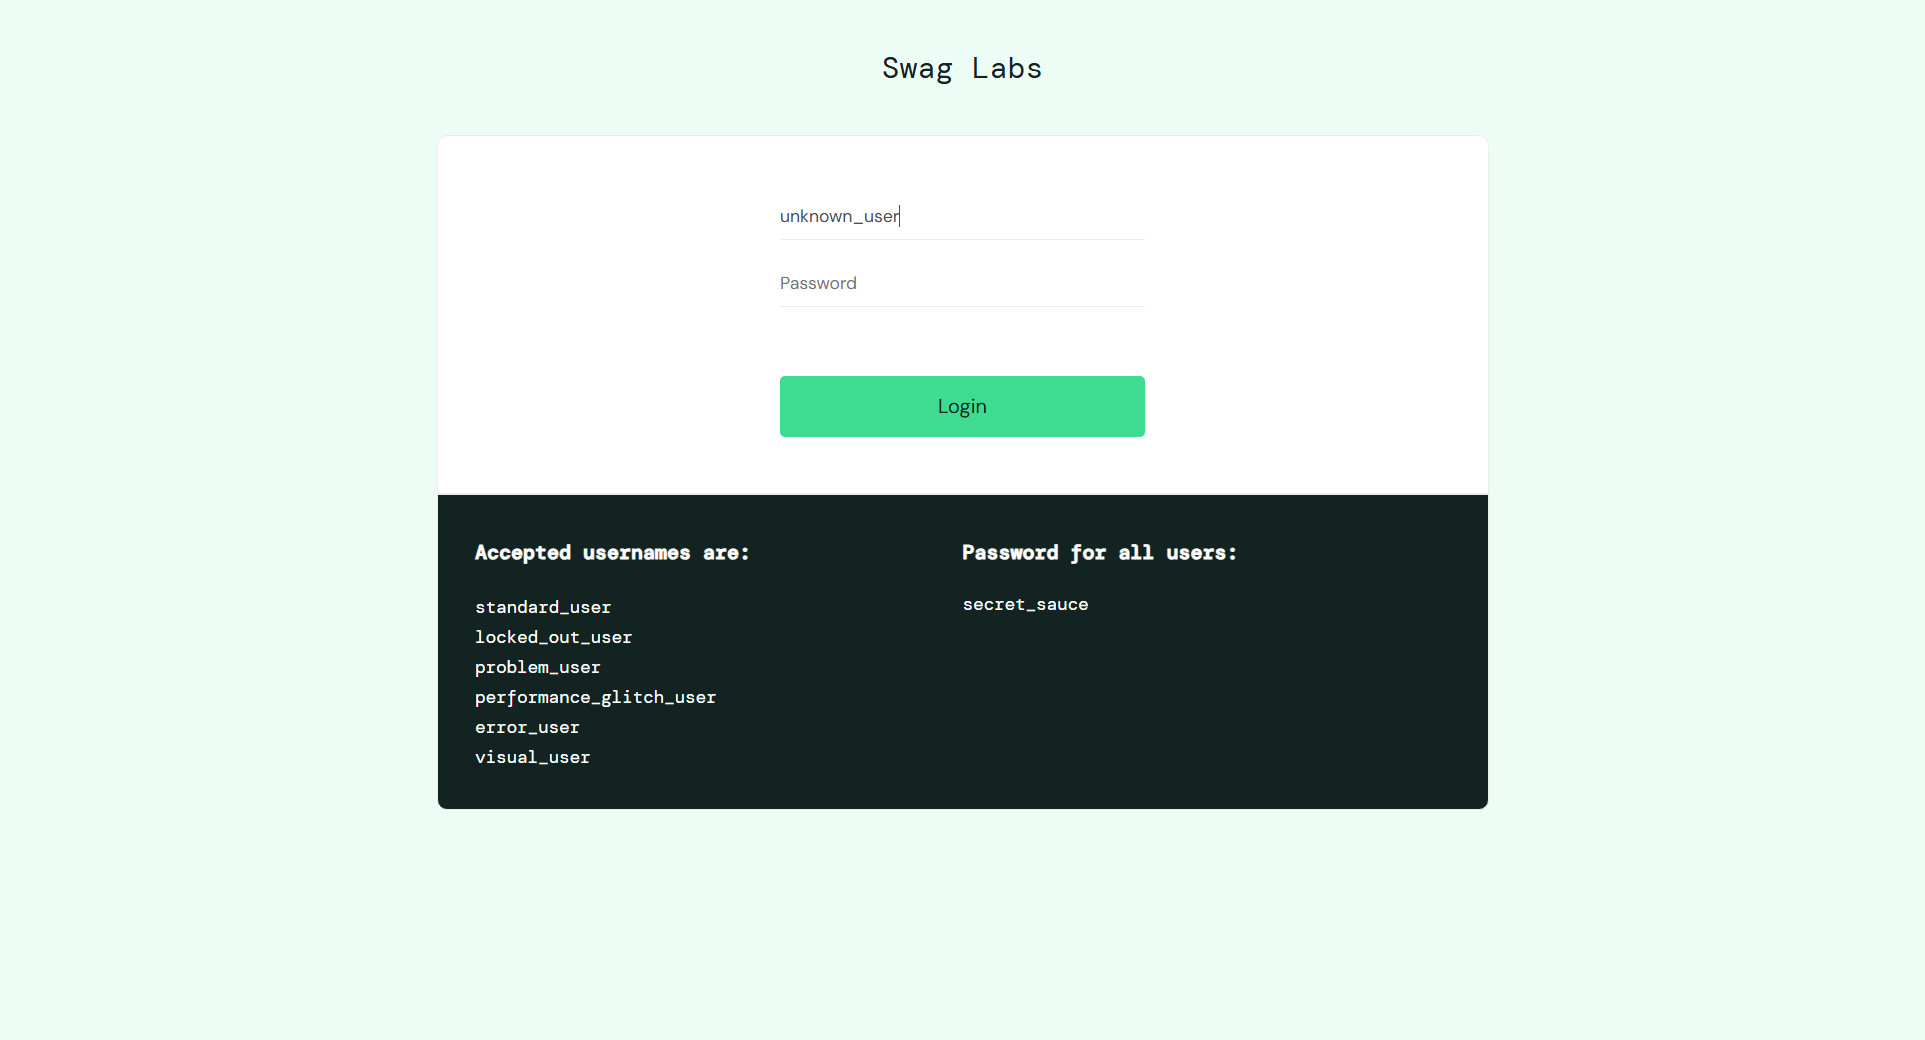 Swag Labs
unknown_user
Password
Login
Accepted usernames are:
standard_user
locked_out_user
problem_user
performance_glitch_user
error_user
visual_user
Password for all users:
secret_sauce